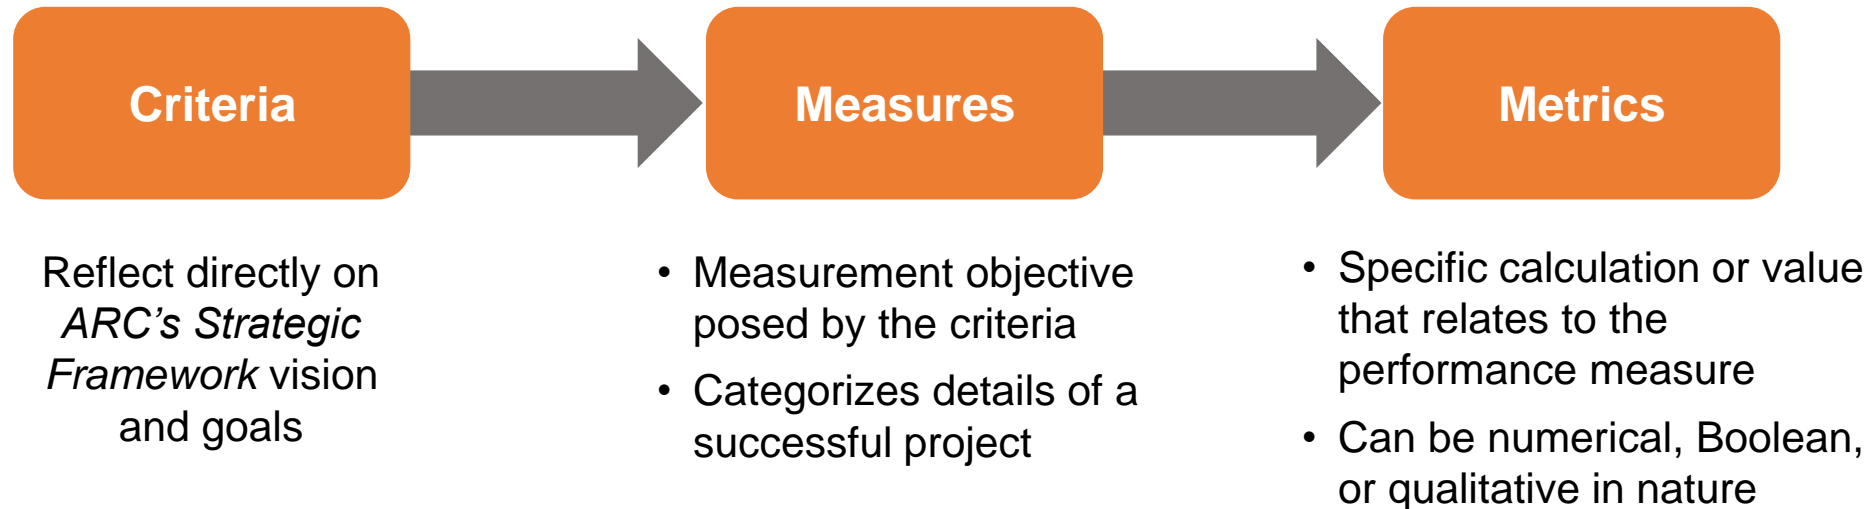 Criteria
Measures
Metrics
Reflect directly on
ARC’s Strategic
Framework vision
and goals
• Measurement objective
posed by the criteria
• Categorizes details of a
successful project
• Specific calculation or value
that relates to the
performance measure
• Can be numerical, Boolean,
or qualitative in nature